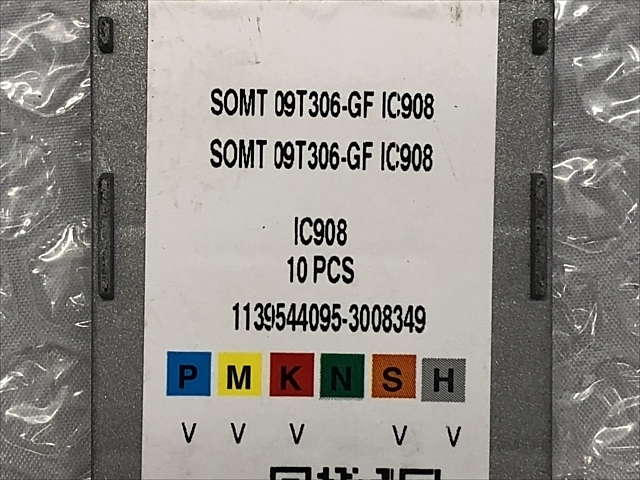 SOMT 09T306-GF IC908
SOMT 09T306-GF IC908
IC908
10 PCS
1139544095-3008349
P M K N S H
V V V V V